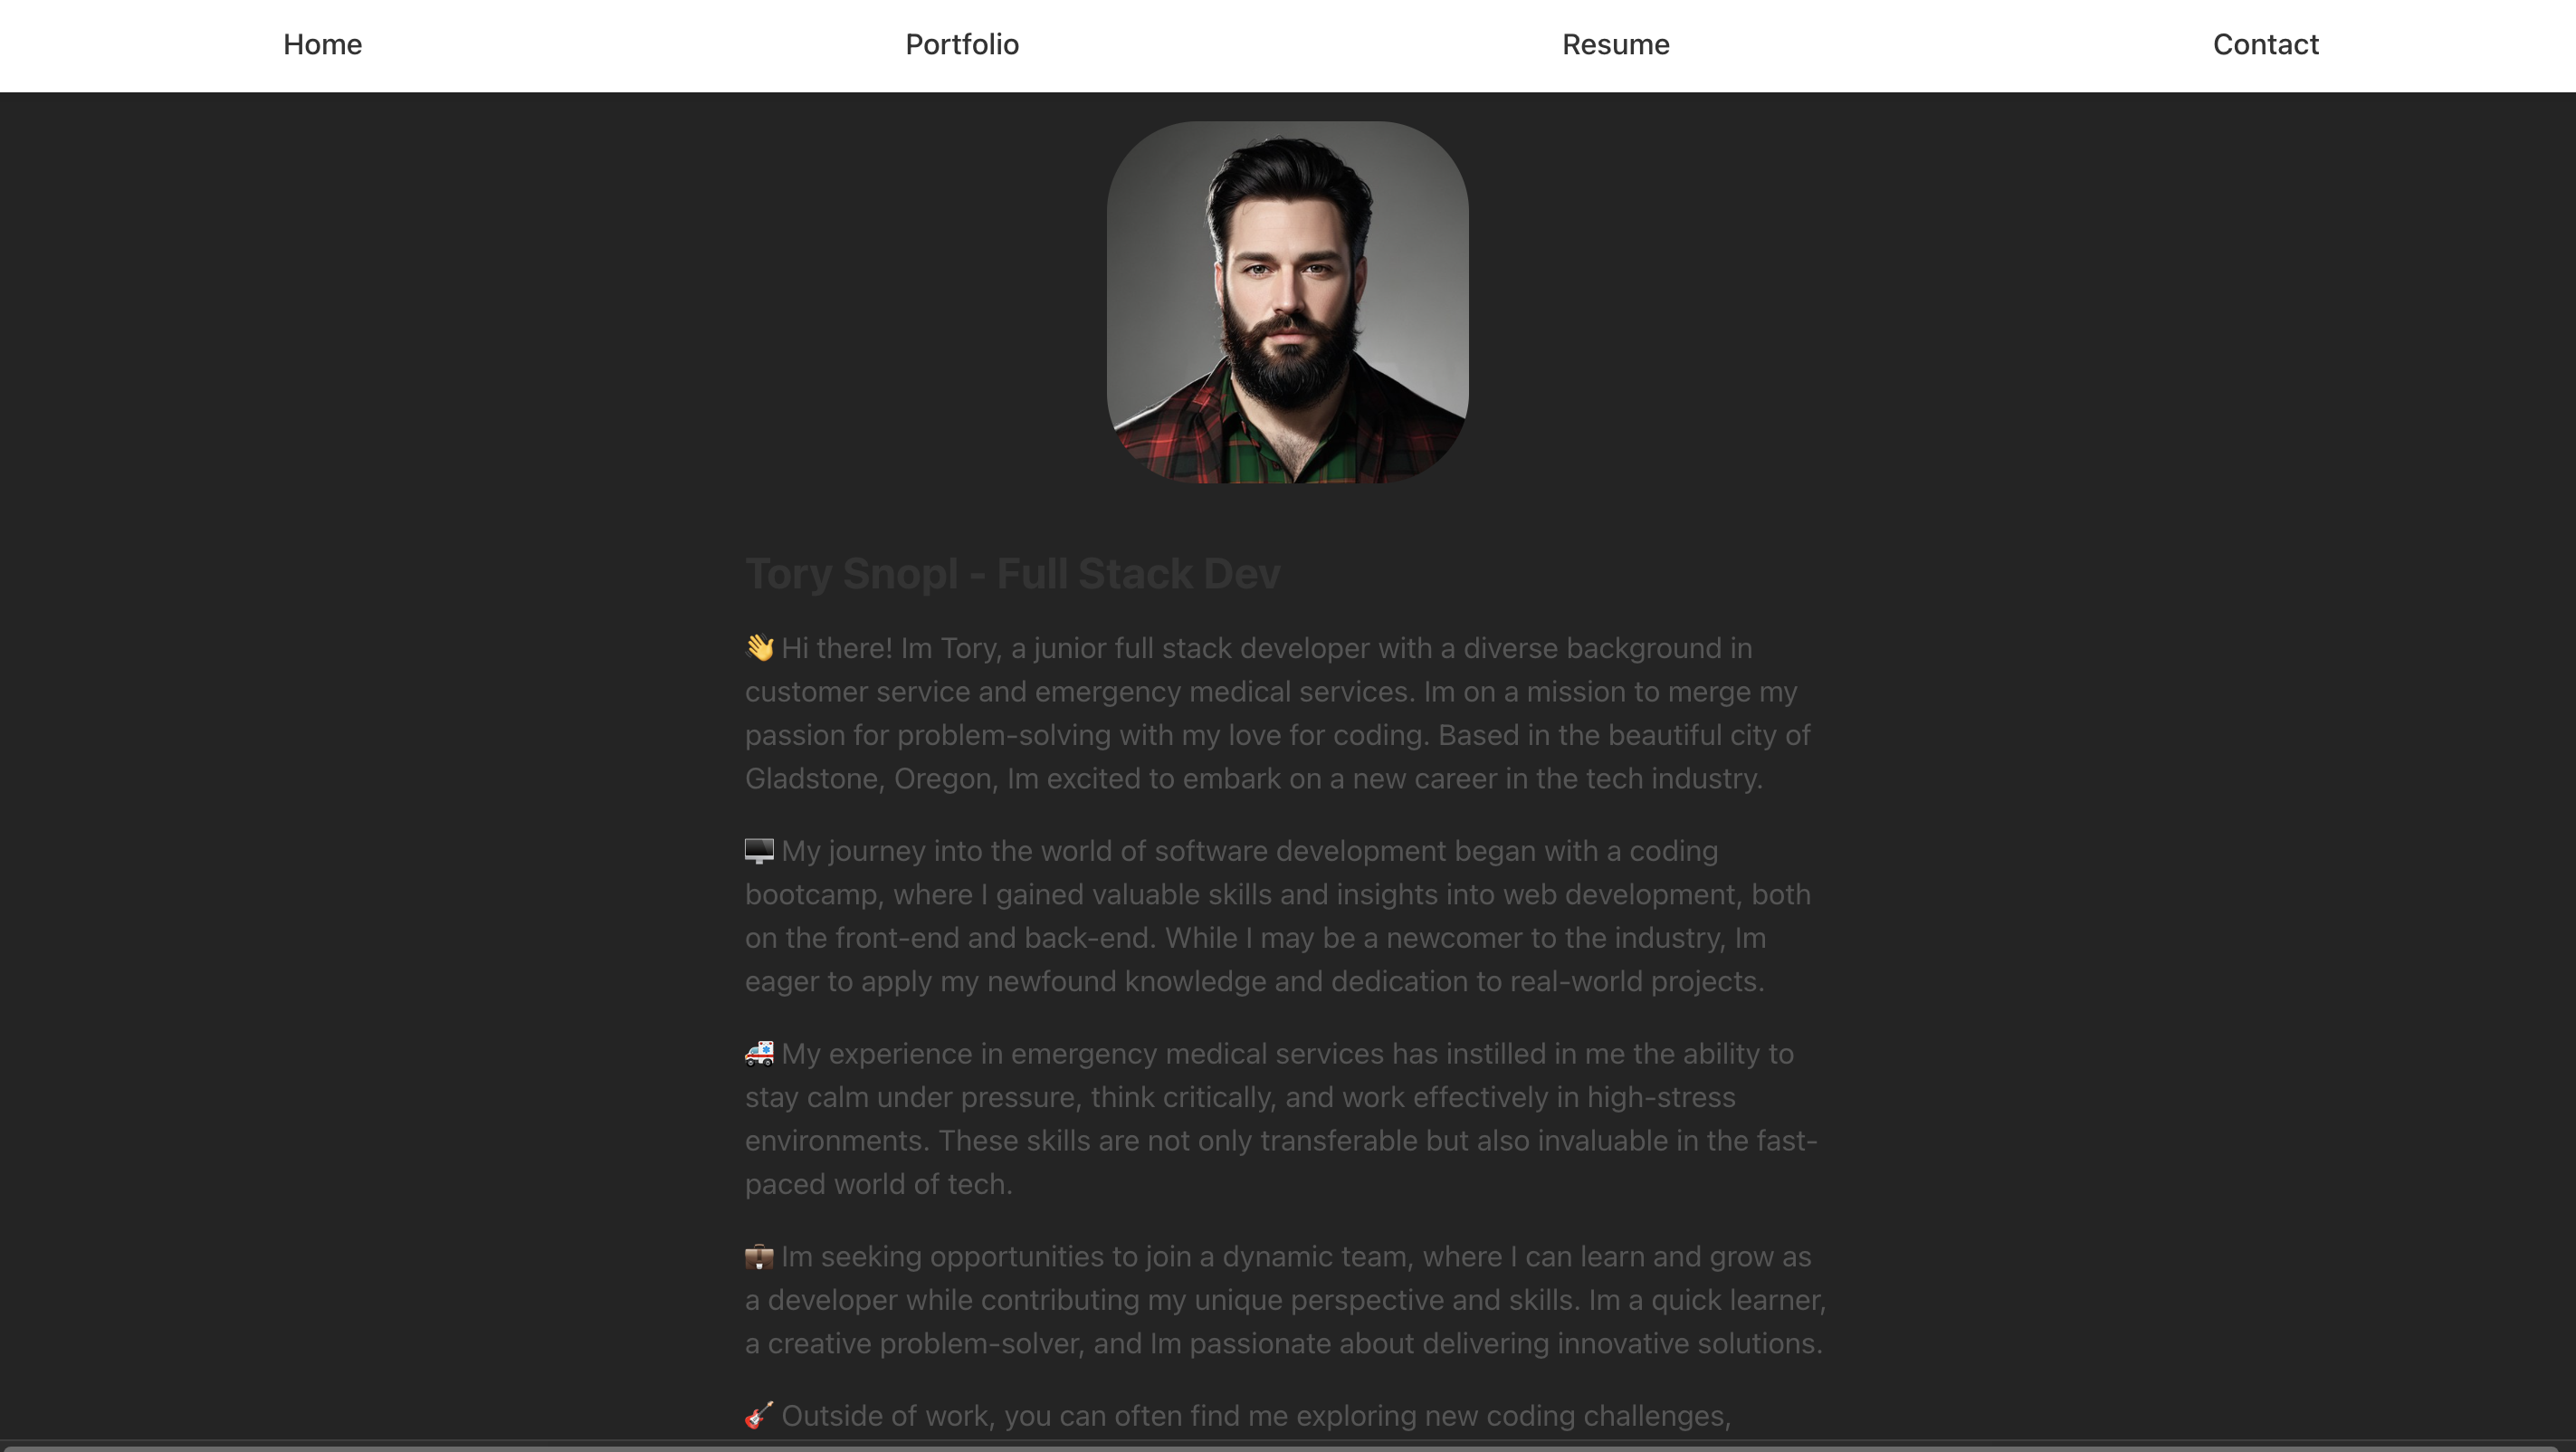 Home Portfolio Resume Contact
Tory Snopl - Full Stack Dev
👋 Hi there! Im Tory, a junior full stack developer with a diverse background in
customer service and emergency medical services. Im on a mission to merge my
passion for problem-solving with my love for coding. Based in the beautiful city of
Gladstone, Oregon, Im excited to embark on a new career in the tech industry.
🖥️ My journey into the world of software development began with a coding
bootcamp, where I gained valuable skills and insights into web development, both
on the front-end and back-end. While I may be a newcomer to the industry, Im
eager to apply my newfound knowledge and dedication to real-world projects.
🚑 My experience in emergency medical services has instilled in me the ability to
stay calm under pressure, think critically, and work effectively in high-stress
environments. These skills are not only transferable but also invaluable in the fast-
paced world of tech.
💼 Im seeking opportunities to join a dynamic team, where I can learn and grow as
a developer while contributing my unique perspective and skills. Im a quick learner,
a creative problem-solver, and Im passionate about delivering innovative solutions.
🎸 Outside of work, you can often find me exploring new coding challenges,